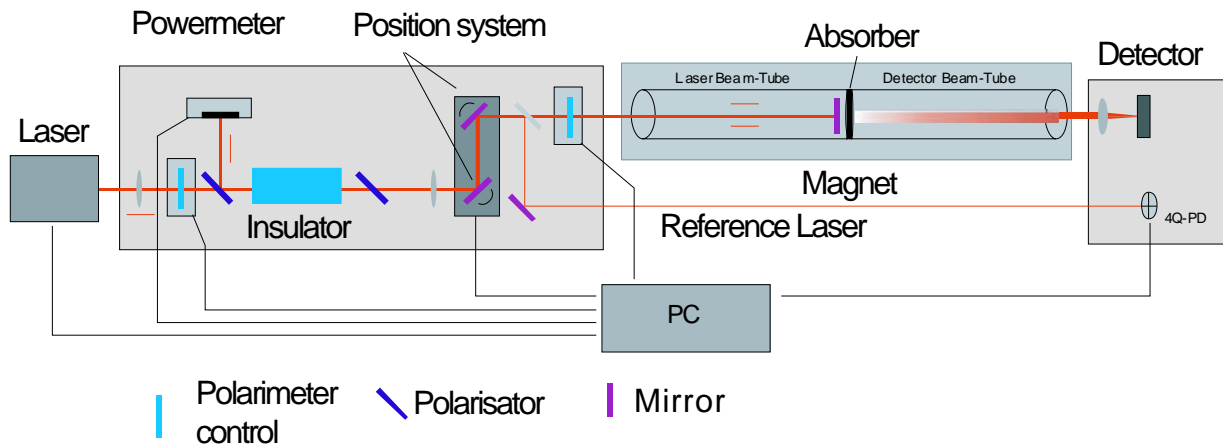 Powermeter
Position system
Absorber
Detector
Laser Beam-Tube
Detector Beam-Tube
Laser
Insulator
Magnet
Reference Laser
4Q-PD
PC
Polarimeter
control
Polarisator
Mirror